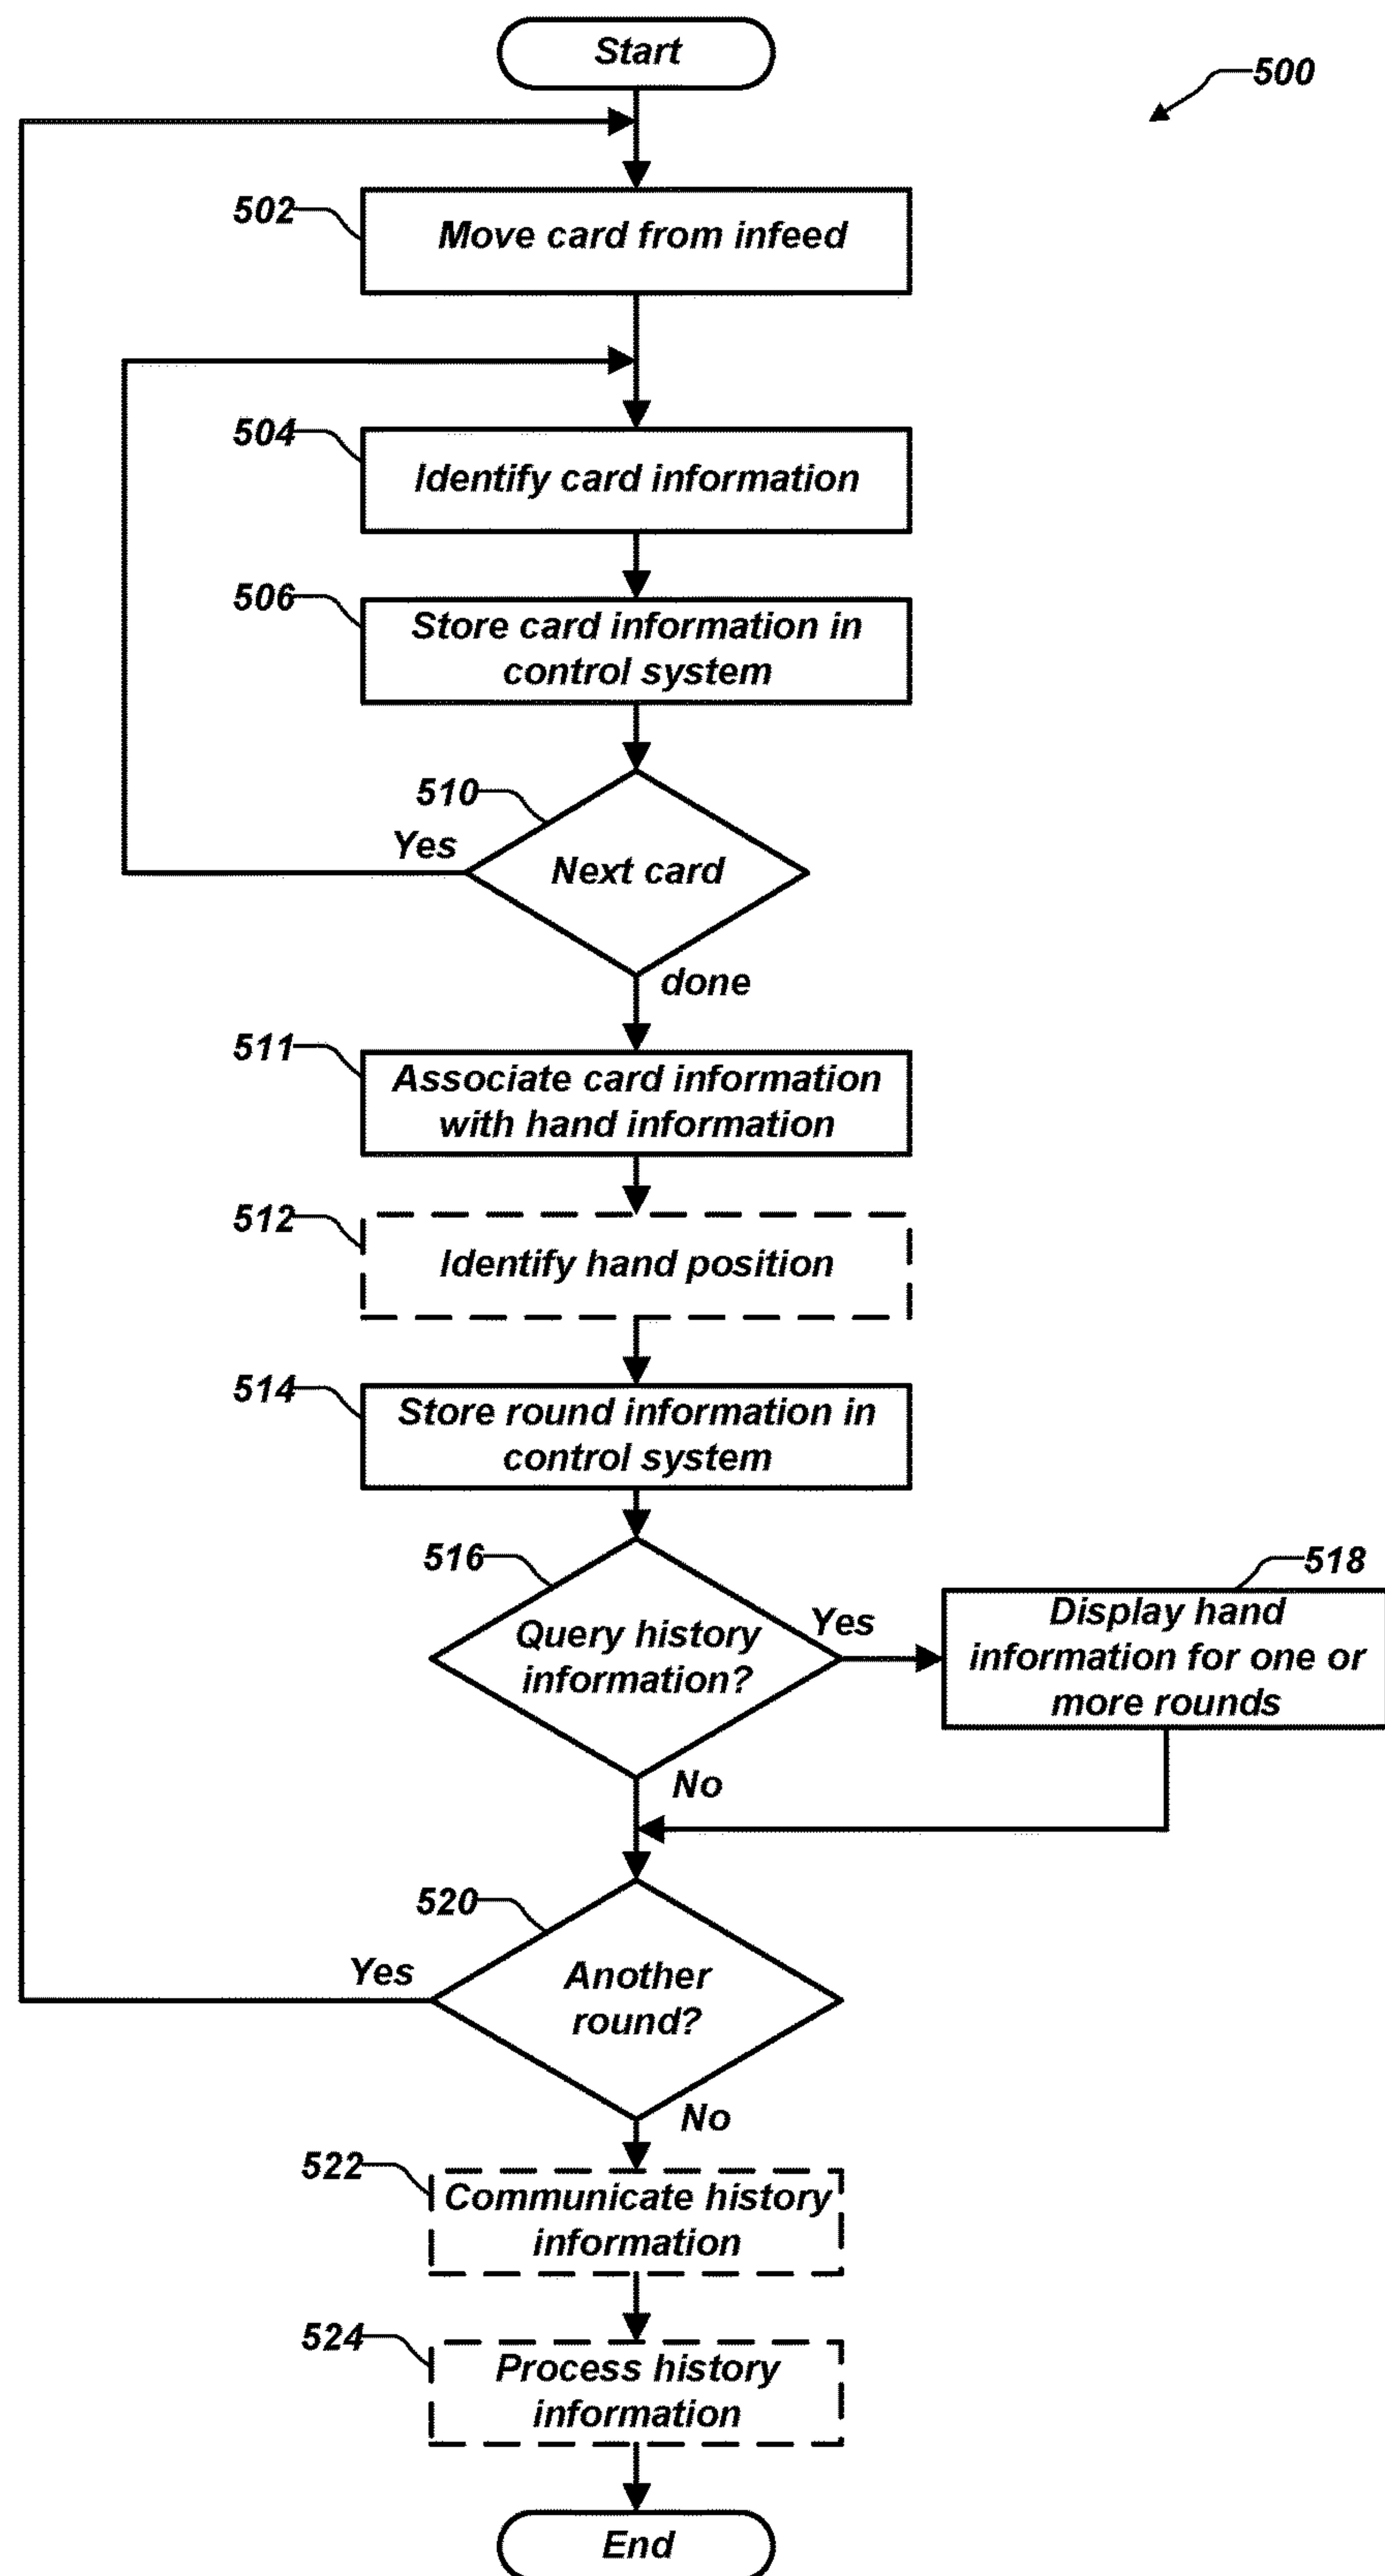 Start
500
502
Move card from infeed
504
Identify card information
506
Store card information in
control system
510
Yes
Next card
done
511
Associate card information
with hand information
512
Identify hand position
514
Store round information in
control system
516
Query history
information?
Yes
518
Display hand
information for one or
more rounds
No
520
Yes
Another
round?
No
522
Communicate history
information
524
Process history
information
End